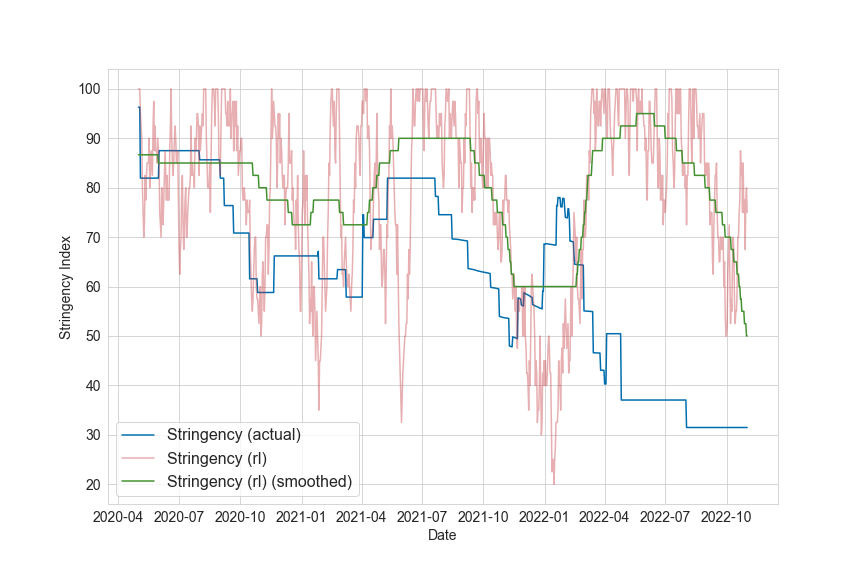 100
90
80
70
60
50
40
30
20
Stringency Index
Stringency (actual)
Stringency (rl)
Stringency (rl) (smoothed)
2020-04 2020-07 2020-10 2021-01 2021-04 2021-07 2021-10 2022-01 2022-04 2022-07 2022-10
Date